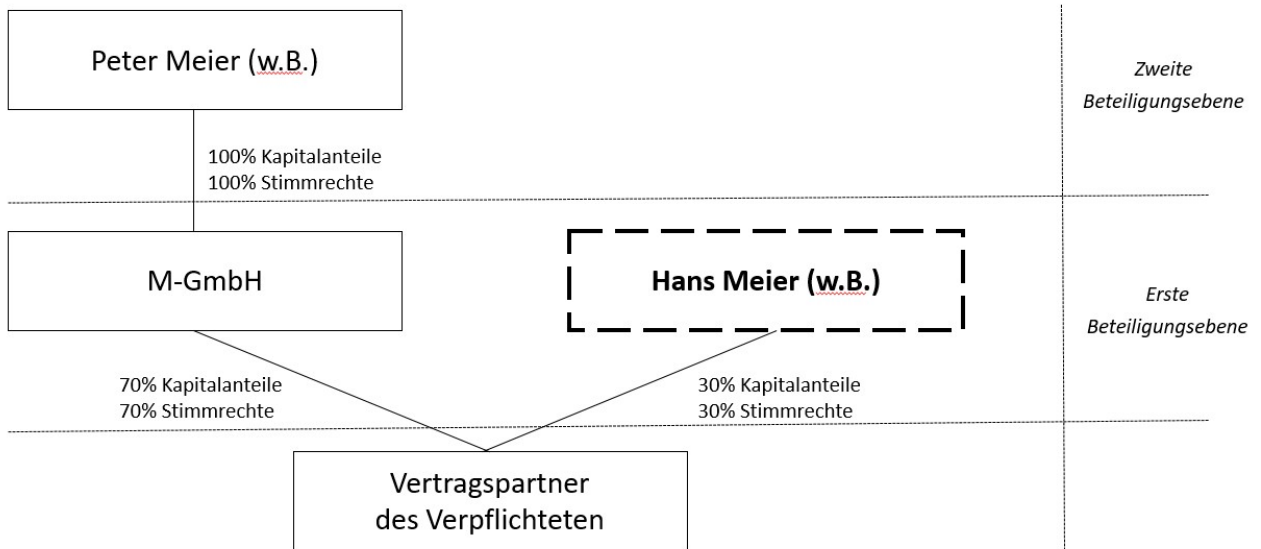 Peter Meier (w.B.)
Zweite
Beteiligungsebene
100% Kapitalanteile
100% Stimmrechte
M-GmbH
Hans Meier (w.B.)
Erste
Beteiligungsebene
70% Kapitalanteile
70% Stimmrechte
30% Kapitalanteile
30% Stimmrechte
Vertragspartner
des Verpflichteten